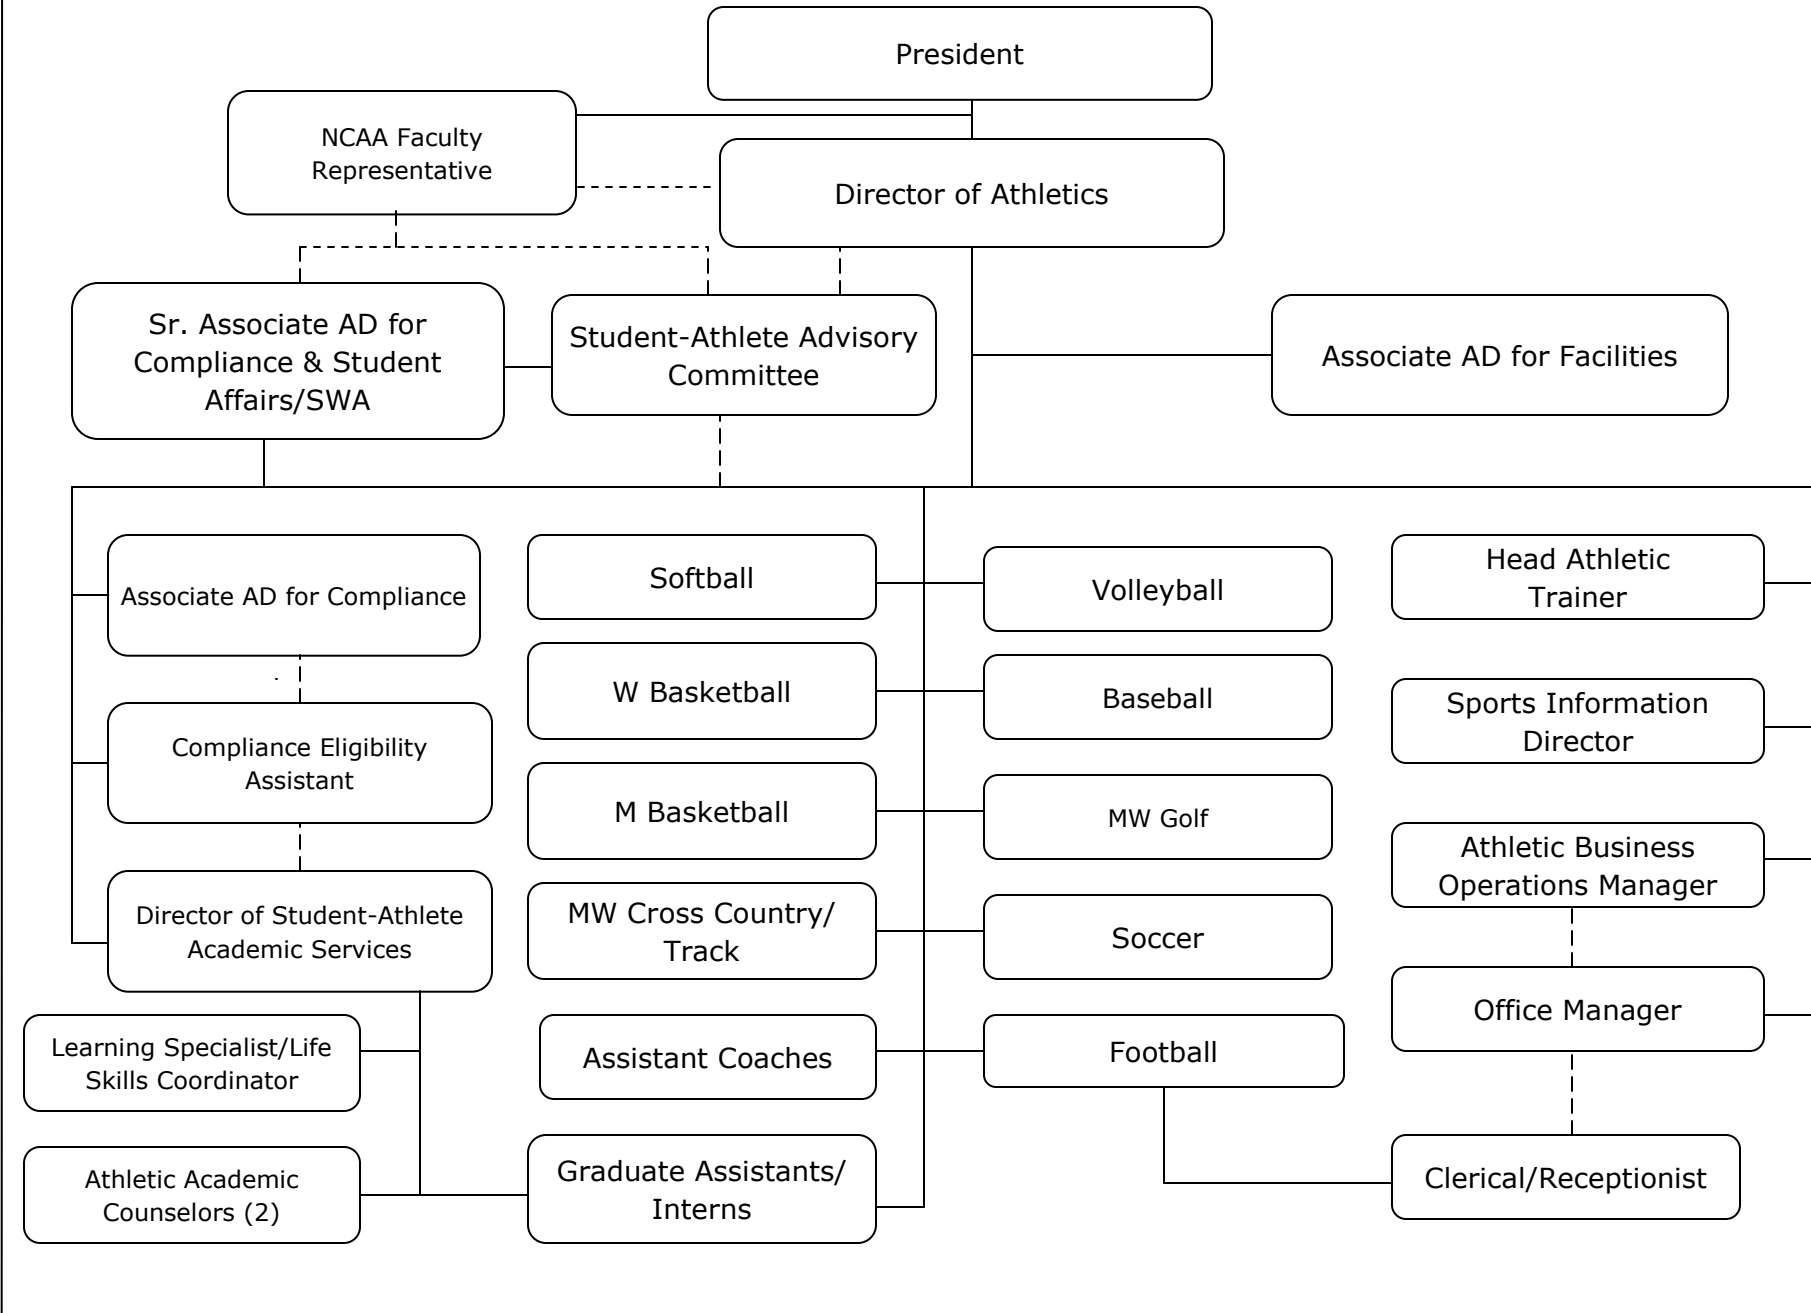 President
NCAA Faculty
Representative
Director of Athletics
Sr. Associate AD for
Compliance & Student
Affairs/SWA
Student-Athlete Advisory
Committee
Associate AD for Facilities
Associate AD for Compliance
.
Compliance Eligibility
Assistant
Director of Student-Athlete
Academic Services
Learning Specialist/Life
Skills Coordinator
Athletic Academic
Counselors (2)
Softball
W Basketball
M Basketball
MW Cross Country/
Track
Assistant Coaches
Graduate Assistants/
Interns
Volleyball
Baseball
MW Golf
Soccer
Football
Head Athletic
Trainer
Sports Information
Director
Athletic Business
Operations Manager
Office Manager
Clerical/Receptionist